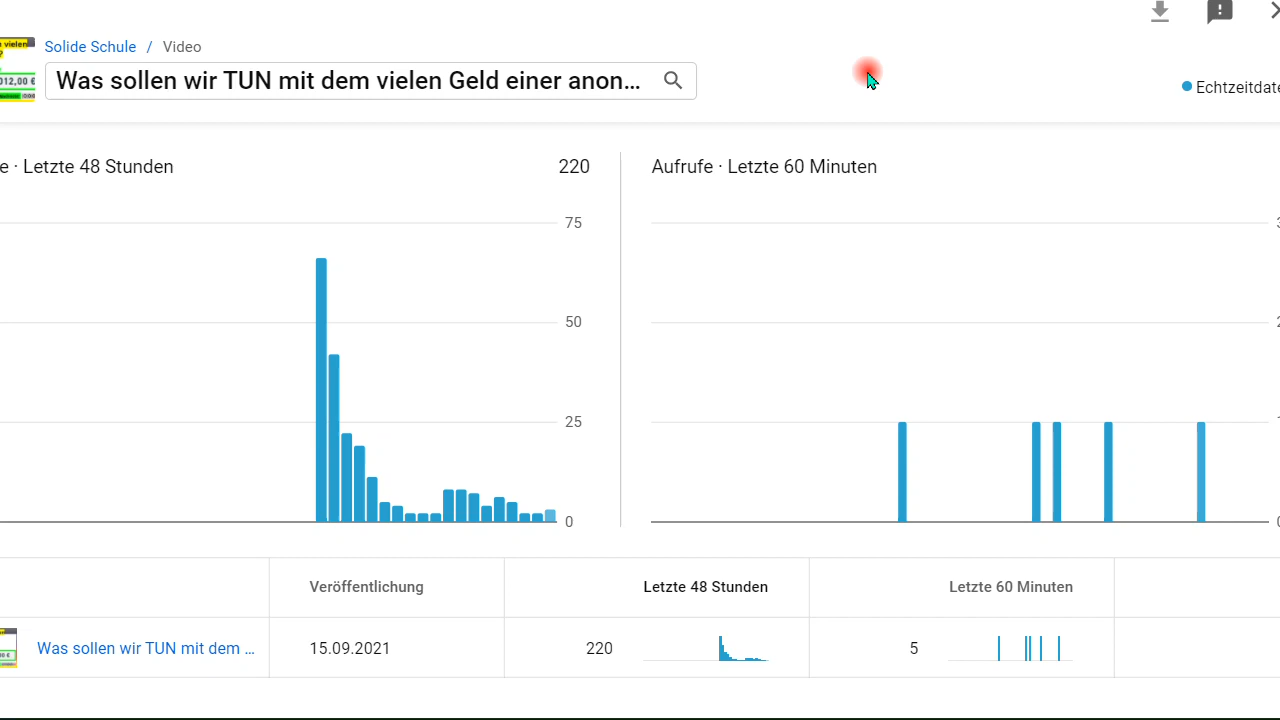 Solide Schule / Video
Was sollen wir TUN mit dem vielen Geld einer anon…
Echtzeitdate
e · Letzte 48 Stunden 220
75
50
25
0
Aufrufe · Letzte 60 Minuten
Veröffentlichung Letzte 48 Stunden Letzte 60 Minuten
Was sollen wir TUN mit dem … 15.09.2021 220 5